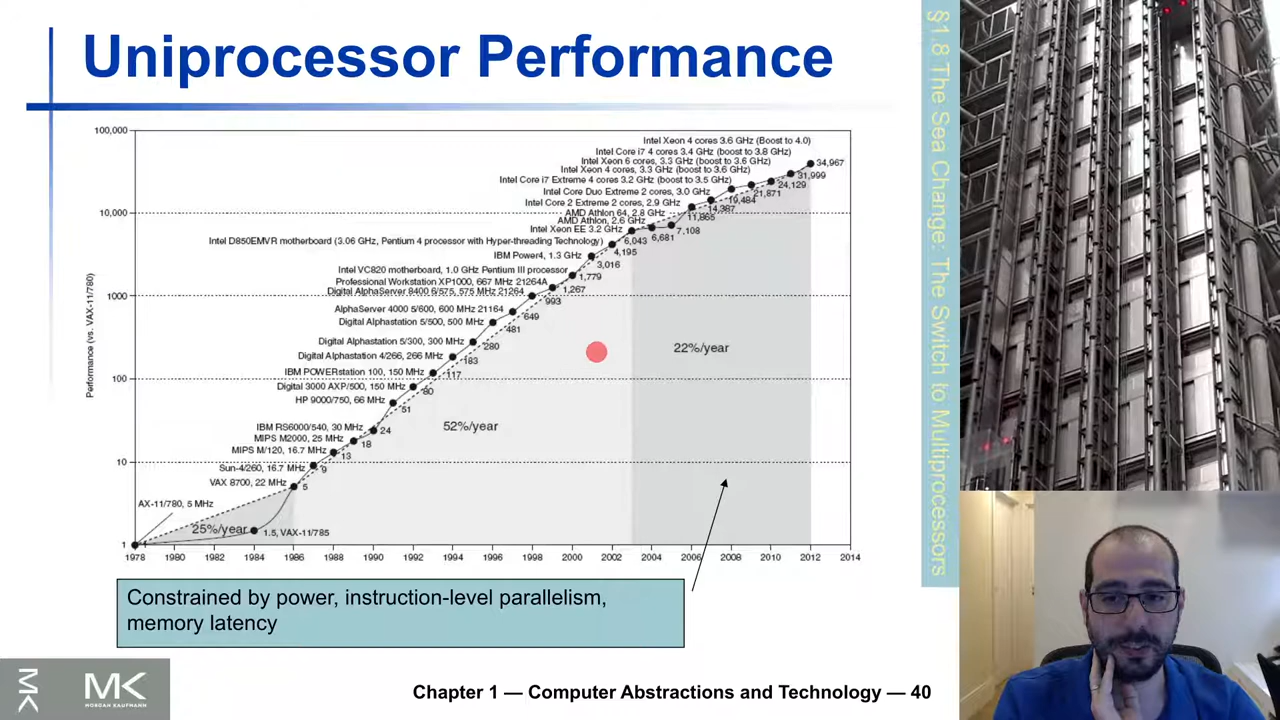 Uniprocessor Performance
§1.8 The Sea Change: The Switch to Multiprocessors
100,000
10,000
1000
100
10
1
Performance (vs. VAX-11/780)
Intel Xeon 4 cores 3.6 GHz (Boost to 4.0)
Intel Core i7 4 cores 3.4 GHz (boost to 3.8 GHz)
Intel Xeon 6 cores, 3.3 GHz (boost to 3.6 GHz)
Intel Xeon 4 cores, 3.3 GHz (boost to 3.6 GHz)
Intel Core i7 Extreme 4 cores 3.2 GHz (boost to 3.5 GHz)
Intel Core Duo Extreme 2 cores, 3.0 GHz
Intel Core 2 Extreme 2 cores, 2.9 GHz
AMD Athlon 64, 2.8 GHz
AMD Athlon, 2.6 GHz
Intel Xeon EE 3.2 GHz
Intel D850EMVR motherboard (3.06 GHz, Pentium 4 processor with Hyper-threading Technology)
IBM Power4, 1.3 GHz
Intel VC820 motherboard, 1.0 GHz Pentium III processor
Professional Workstation XP1000, 667 MHz 21264A
Digital AlphaServer 8400 6/575, 575 MHz 21264
AlphaServer 4000 5/600, 600 MHz 21164
Digital Alphastation 5/500, 500 MHz
Digital Alphastation 5/300, 300 MHz
Digital Alphastation 4/266, 266 MHz
IBM POWERstation 100, 150 MHz
Digital 3000 AXP/500, 150 MHz
HP 9000/750, 66 MHz
IBM RS6000/540, 30 MHz
MIPS M2000, 25 MHz
MIPS M/120, 16.7 MHz
Sun-4/260, 16.7 MHz
VAX 8700, 22 MHz
AX-11/780, 5 MHz
34,967
31,999
24,129
21,871
19,484
14,387
11,865
7,108
6,681
6,043
4,195
3,016
1,779
1,267
993
649
481
280
183
117
80
51
24
18
13
9
5
1.5, VAX-11/785
25%/year
52%/year
22%/year
1978 1980 1982 1984 1986 1988 1990 1992 1994 1996 1998 2000 2002 2004 2006 2008 2010 2012 2014
Constrained by power, instruction-level parallelism,
memory latency
MK
MK
MORGAN KAUFMANN
Chapter 1 — Computer Abstractions and Technology — 40